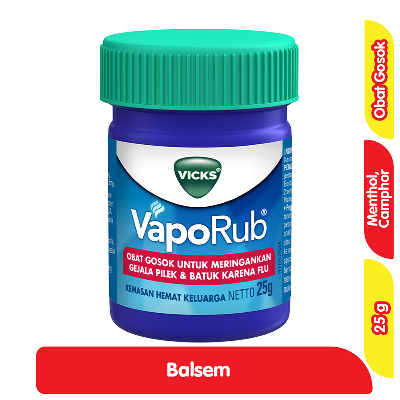 VICKS
VapoRub®
OBAT GOSOK UNTUK MERINGANKAN
GEJALA PILEK & BATUK KARENA FLU
KEMASAN HEMAT KELUARGA NETTO 25g
Obat Gosok
Menthol,
Camphor
25 g
Balsem